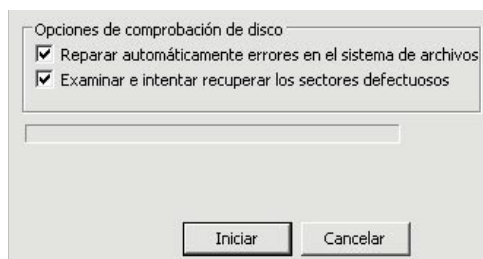 Opciones de comprobación de disco
Reparar automáticamente errores en el sistema de archivos
Examinar e intentar recuperar los sectores defectuosos
Iniciar
Cancelar